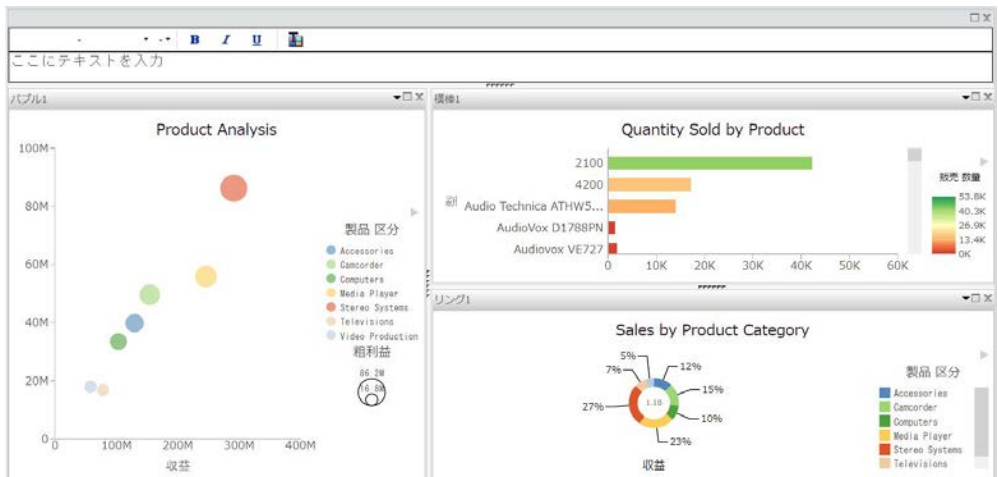 B I U
ここにテキストを入力
バブル1
Product Analysis
100M
80M
60M
40M
20M
0
0 100M 200M 300M 400M
収益
製品 区分
Accessories
Camcorder
Computers
Media Player
Stereo Systems
Televisions
Video Production
粗利益
86.2M
16.8M
横棒1
Quantity Sold by Product
2100
4200
Audio Technica ATHW5...
AudioVox D1788PN
Audiovox VE727
0 10K 20K 30K 40K 50K 60K
販売 数量
53.8K
40.3K
26.9K
13.4K
0K
リング1
Sales by Product Category
5%
12%
7%
15%
27%
10%
23%
収益
製品 区分
Accessories
Camcorder
Computers
Media Player
Stereo Systems
Televisions